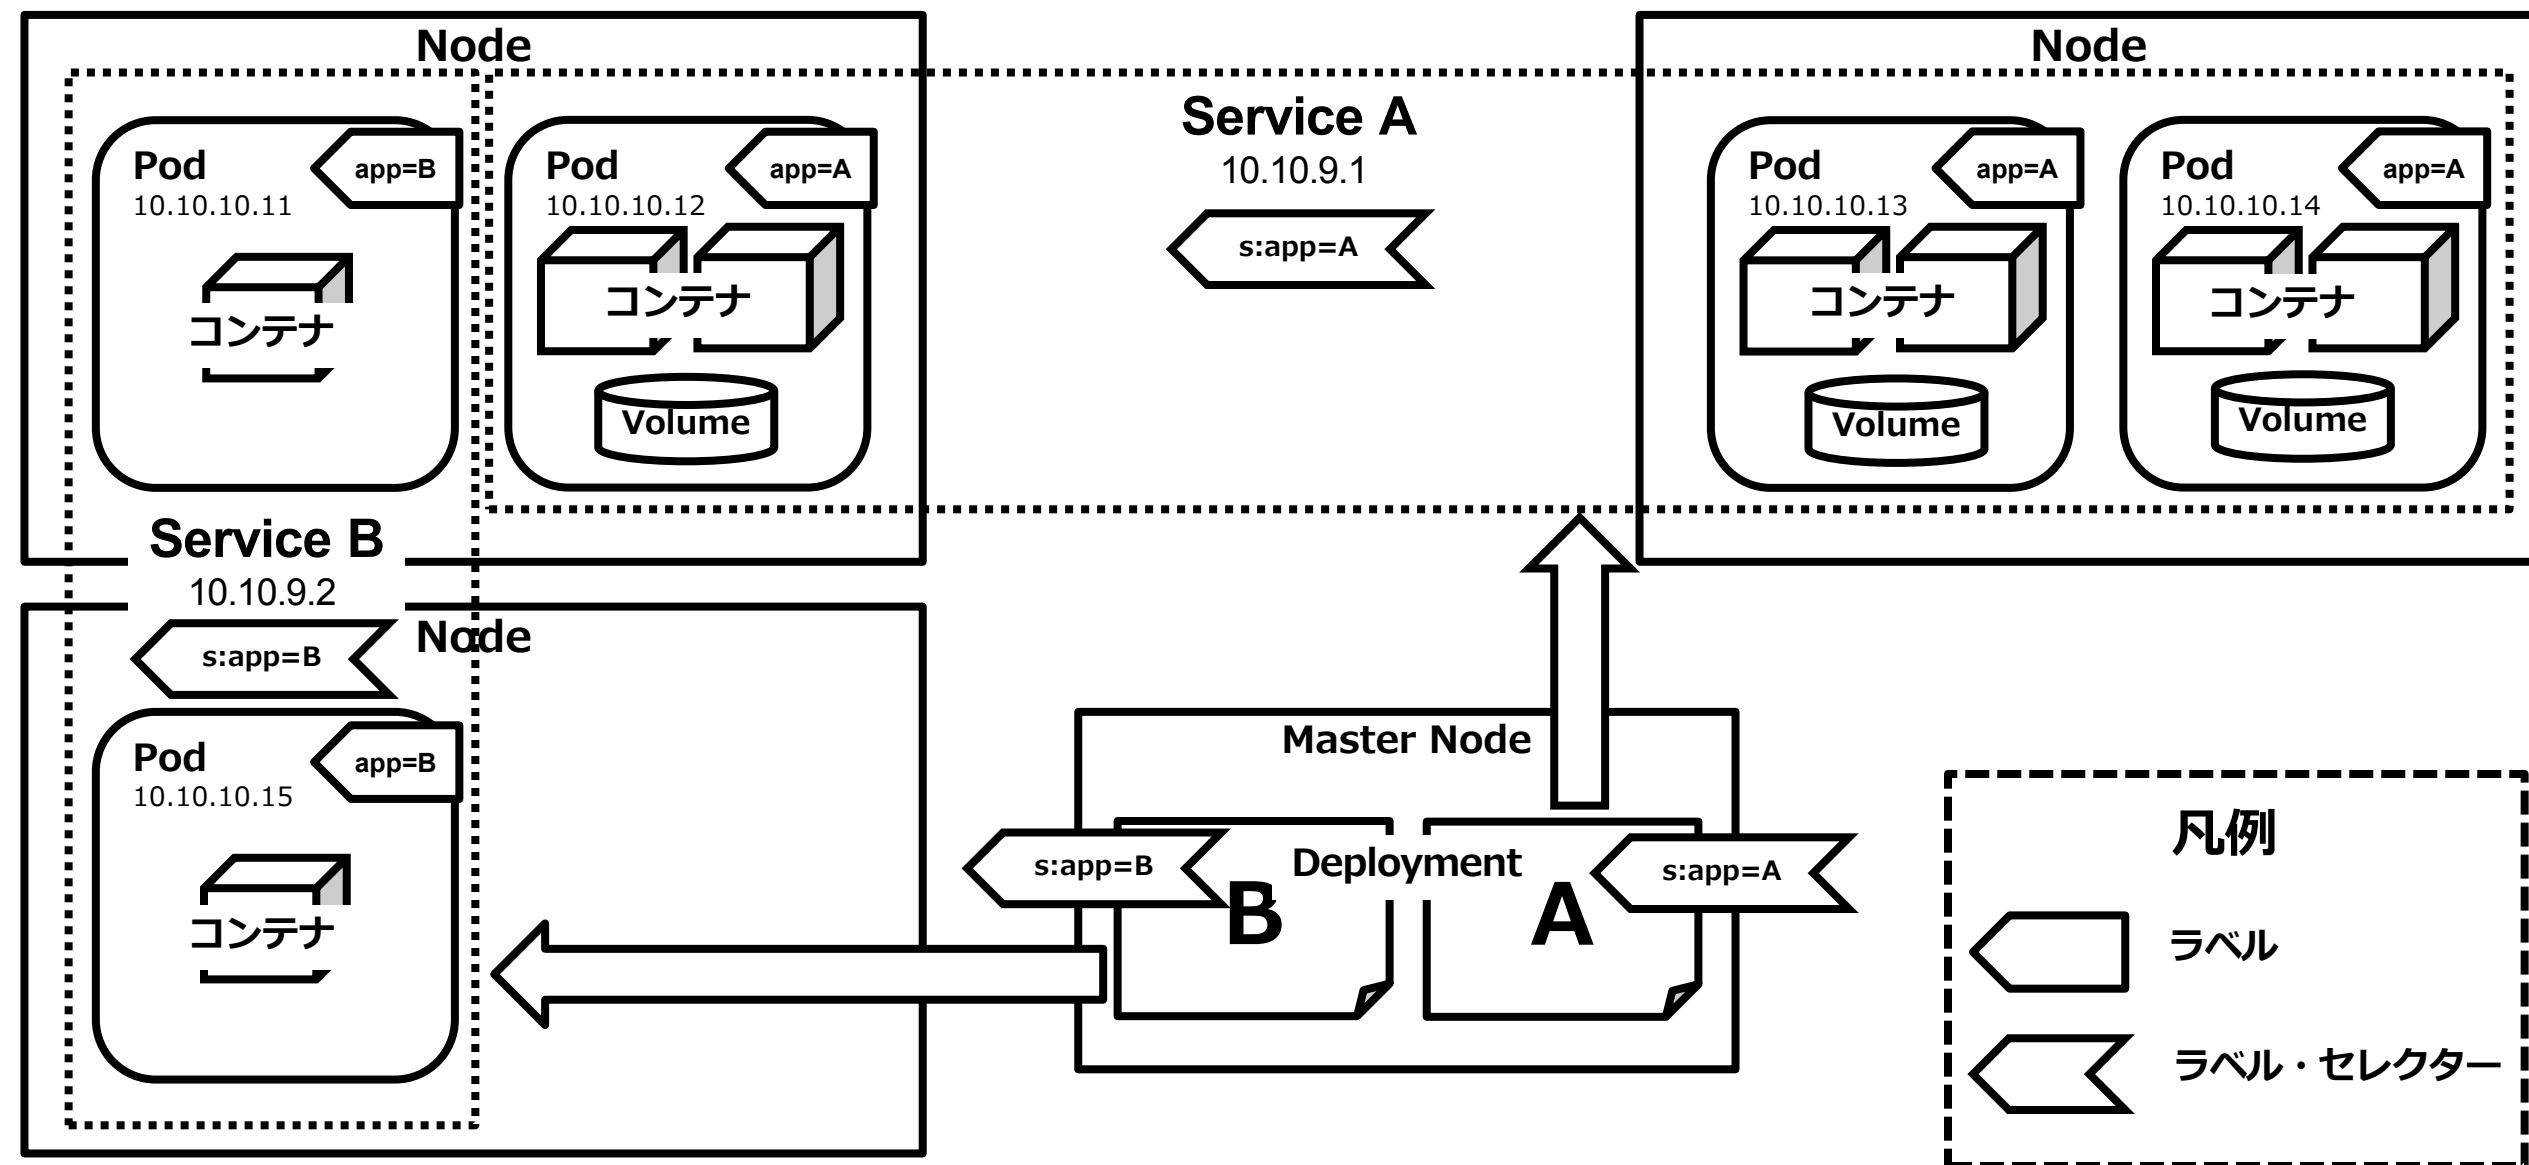 Node
Pod
10.10.10.11
app=B
コンテナ
Pod
10.10.10.12
app=A
コンテナ
Volume
Service A
10.10.9.1
s:app=A
Node
Pod
10.10.10.13
app=A
コンテナ
Volume
Pod
10.10.10.14
app=A
コンテナ
Volume
Service B
10.10.9.2
s:app=B
Node
Pod
10.10.10.15
app=B
コンテナ
Master Node
s:app=B
Deployment
s:app=A
B
A
凡例
ラベル
ラベル・セレクター